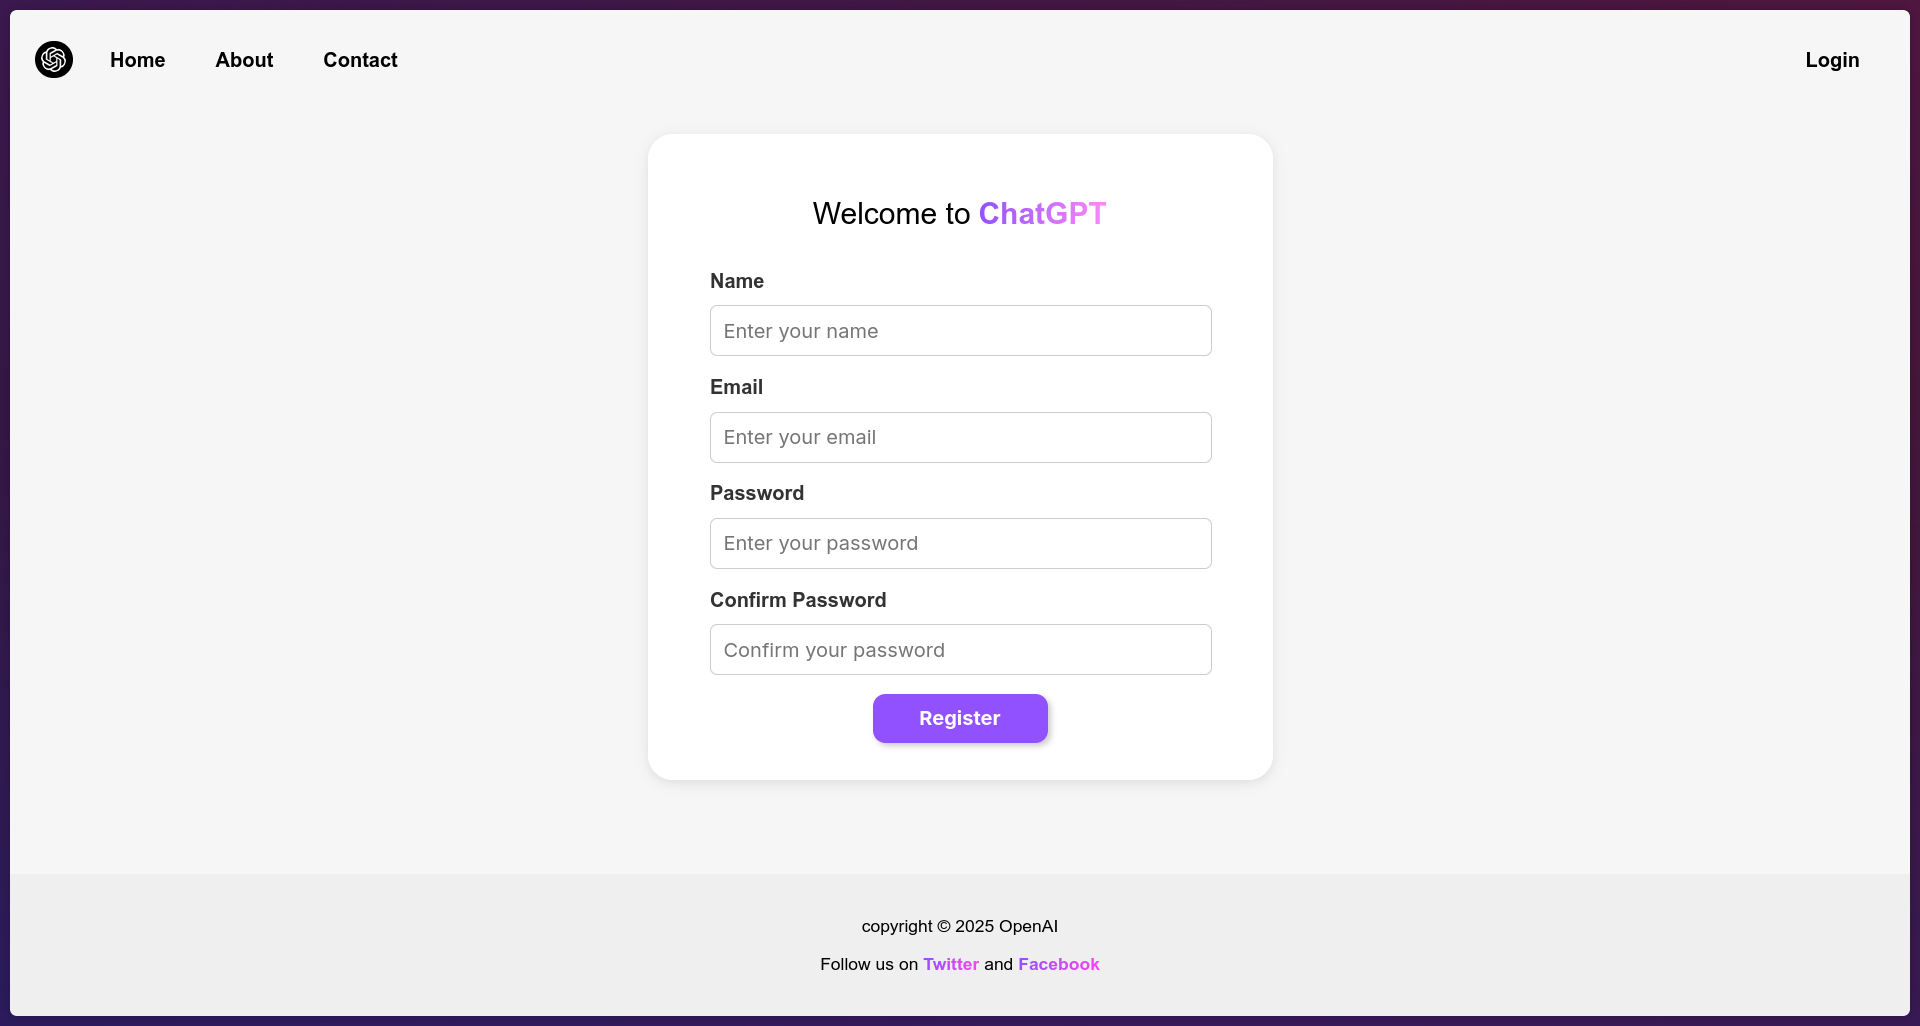 Home About Contact Login
Welcome to ChatGPT
Name
Enter your name
Email
Enter your email
Password
Enter your password
Confirm Password
Confirm your password
Register
copyright © 2025 OpenAI
Follow us on Twitter and Facebook